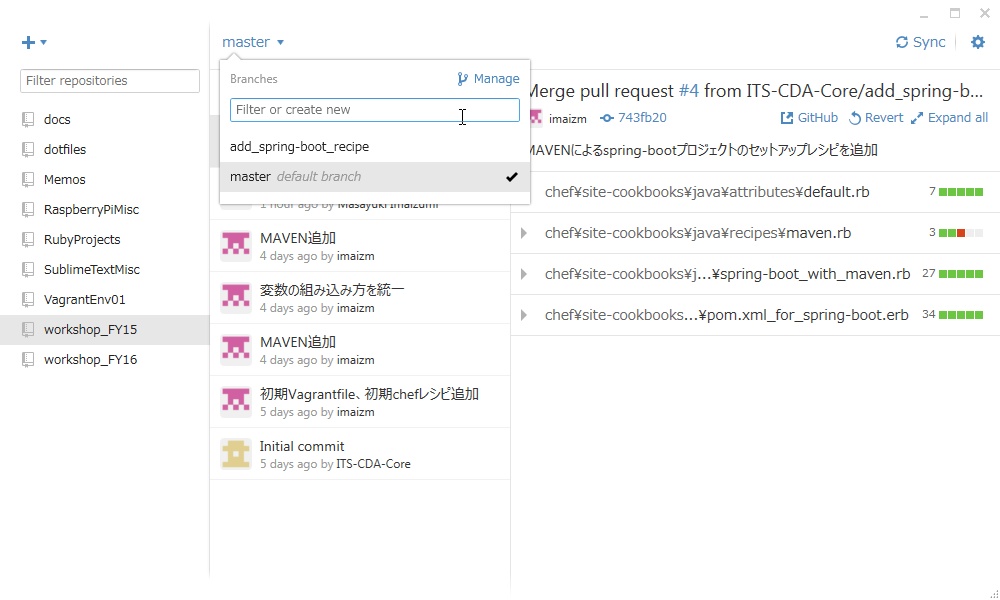 master
Sync
Filter repositories
docs
dotfiles
Memos
RaspberryPiMisc
RubyProjects
SublimeTextMisc
VagrantEnv01
workshop_FY15
workshop_FY16
Branches
Manage
Filter or create new
add_spring-boot_recipe
master default branch
1 hour ago by Masayuki Imaizumi
MAVEN追加
4 days ago by imaizm
変数の組み込み方を統一
4 days ago by imaizm
MAVEN追加
4 days ago by imaizm
初期Vagrantfile、初期chefレシピ追加
5 days ago by imaizm
Initial commit
5 days ago by ITS-CDA-Core
Merge pull request #4 from ITS-CDA-Core/add_spring-b...
imaizm 743fb20 GitHub Revert Expand all
MAVENによるspring-bootプロジェクトのセットアップレシピを追加
chef¥site-cookbooks¥java¥attributes¥default.rb 7
chef¥site-cookbooks¥java¥recipes¥maven.rb 3
chef¥site-cookbooks¥j...¥spring-boot_with_maven.rb 27
chef¥site-cookbooks...¥pom.xml_for_spring-boot.erb 34